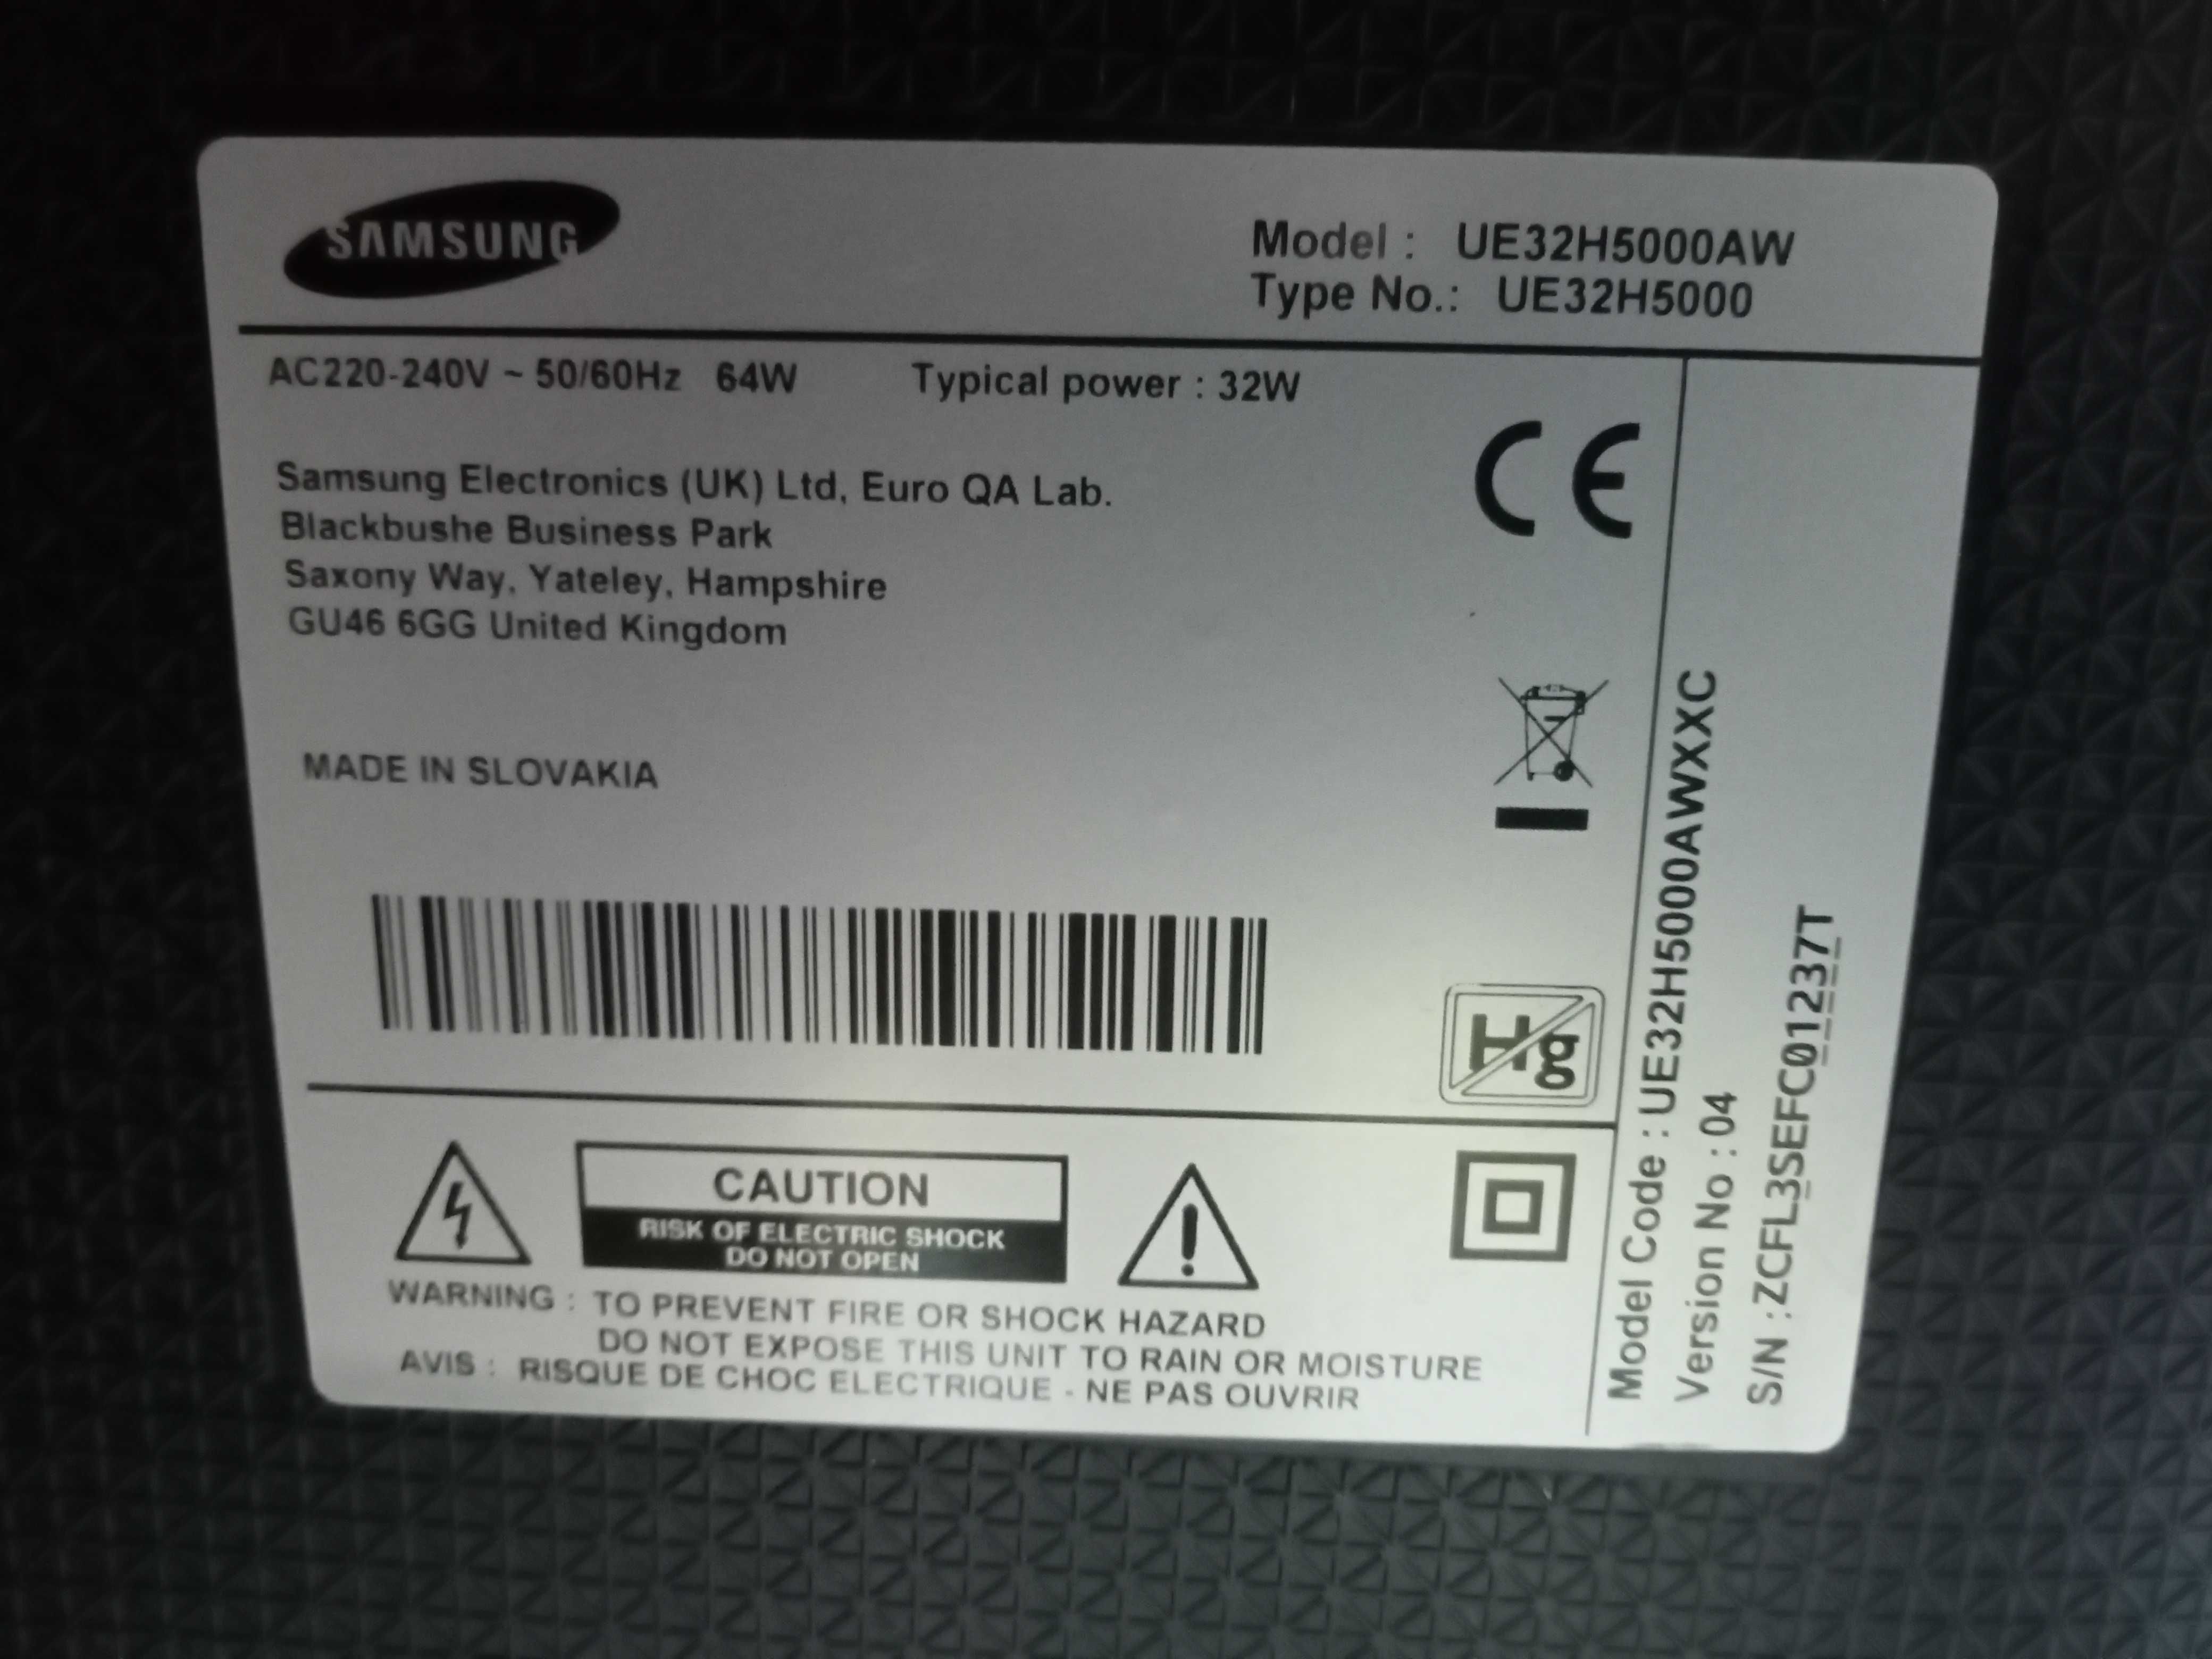 SAMSUNG
Model : UE32H5000AW
Type No.: UE32H5000
AC220-240V ~ 50/60Hz 64W Typical power : 32W
Samsung Electronics (UK) Ltd, Euro QA Lab.
Blackbushe Business Park
Saxony Way, Yateley, Hampshire
GU46 6GG United Kingdom
MADE IN SLOVAKIA
CE
Hg
CAUTION
RISK OF ELECTRIC SHOCK
DO NOT OPEN
WARNING : TO PREVENT FIRE OR SHOCK HAZARD
DO NOT EXPOSE THIS UNIT TO RAIN OR MOISTURE
AVIS : RISQUE DE CHOC ELECTRIQUE - NE PAS OUVRIR
Model Code : UE32H5000AWXXC
Version No : 04
S/N : ZCFL3SEFC01237T